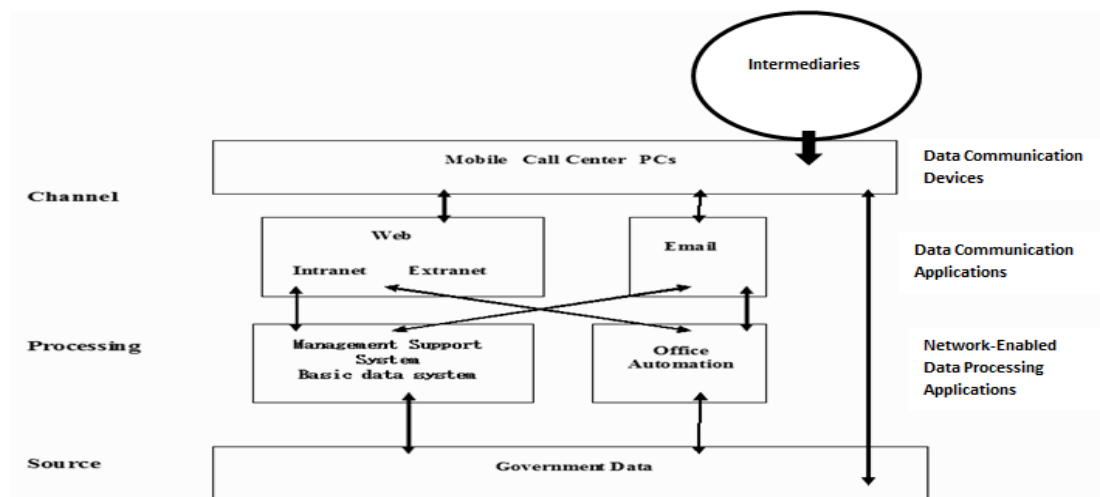 Intermediaries
Mobile Call Center PCs
Data Communication
Devices
Channel
Web
Intranet Extranet
Email
Data Communication
Applications
Processing
Management Support
System
Basic data system
Office
Automation
Network-Enabled
Data Processing
Applications
Source
Government Data